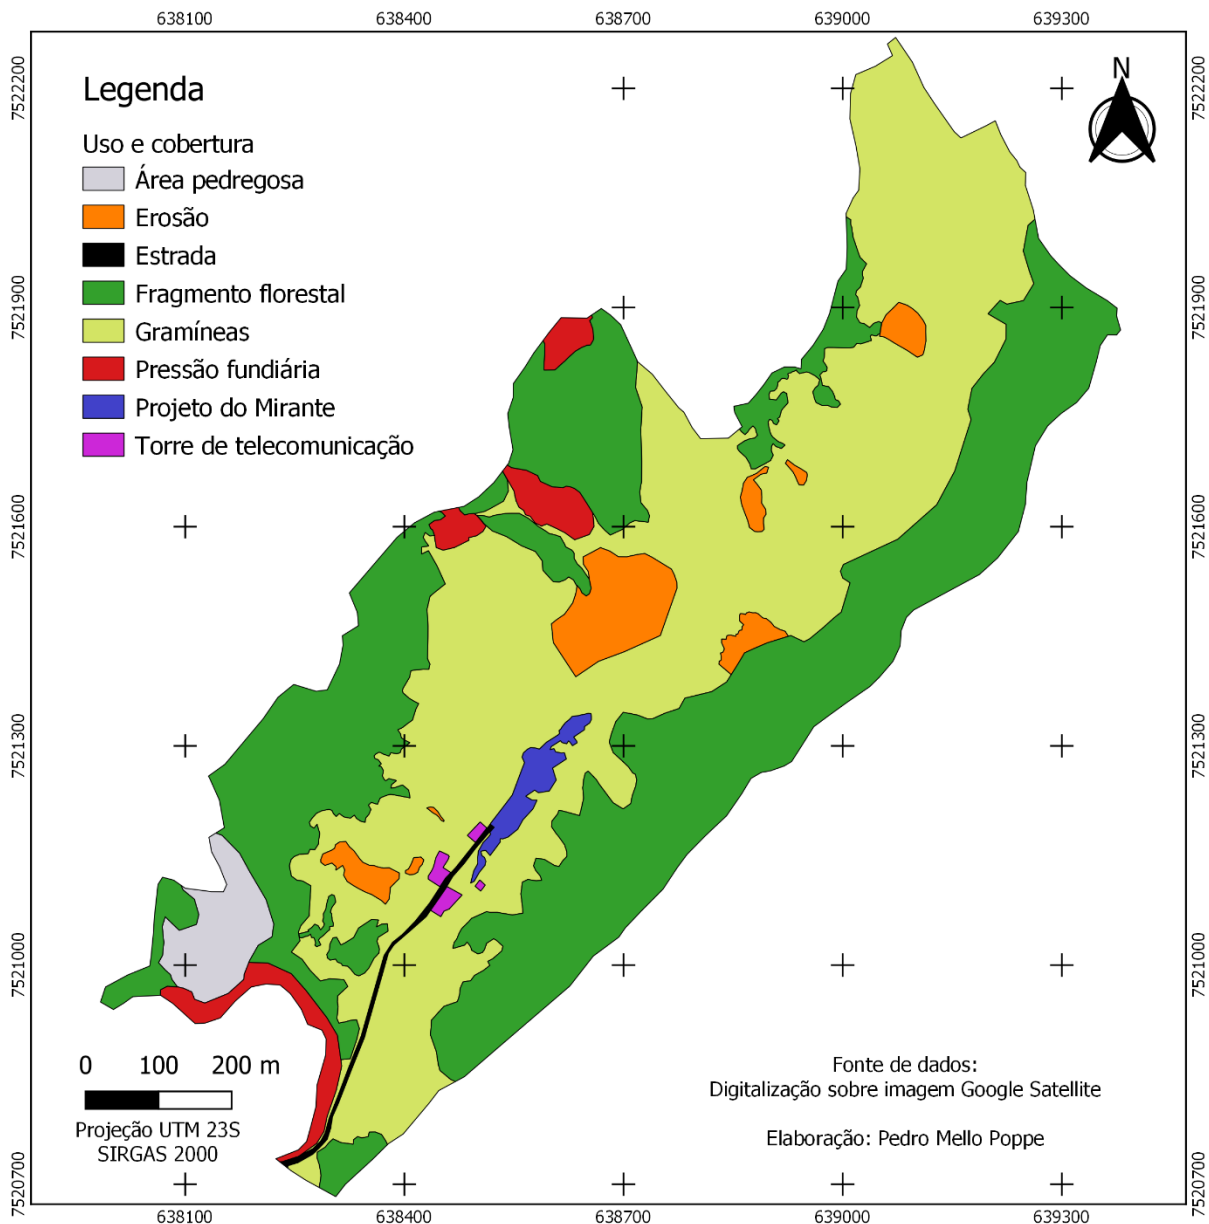 638100 638400 638700 639000 639300
7522200 7522200
N
Legenda
Uso e cobertura
Área pedregosa
Erosão
Estrada
Fragmento florestal
Gramíneas
Pressão fundiária
Projeto do Mirante
Torre de telecomunicação
7521900 7521900
7521600 7521600
7521300 7521300
7521000 7521000
0 100 200 m
Projeção UTM 23S
SIRGAS 2000
Fonte de dados:
Digitalização sobre imagem Google Satellite
Elaboração: Pedro Mello Poppe
7520700 7520700
638100 638400 638700 639000 639300